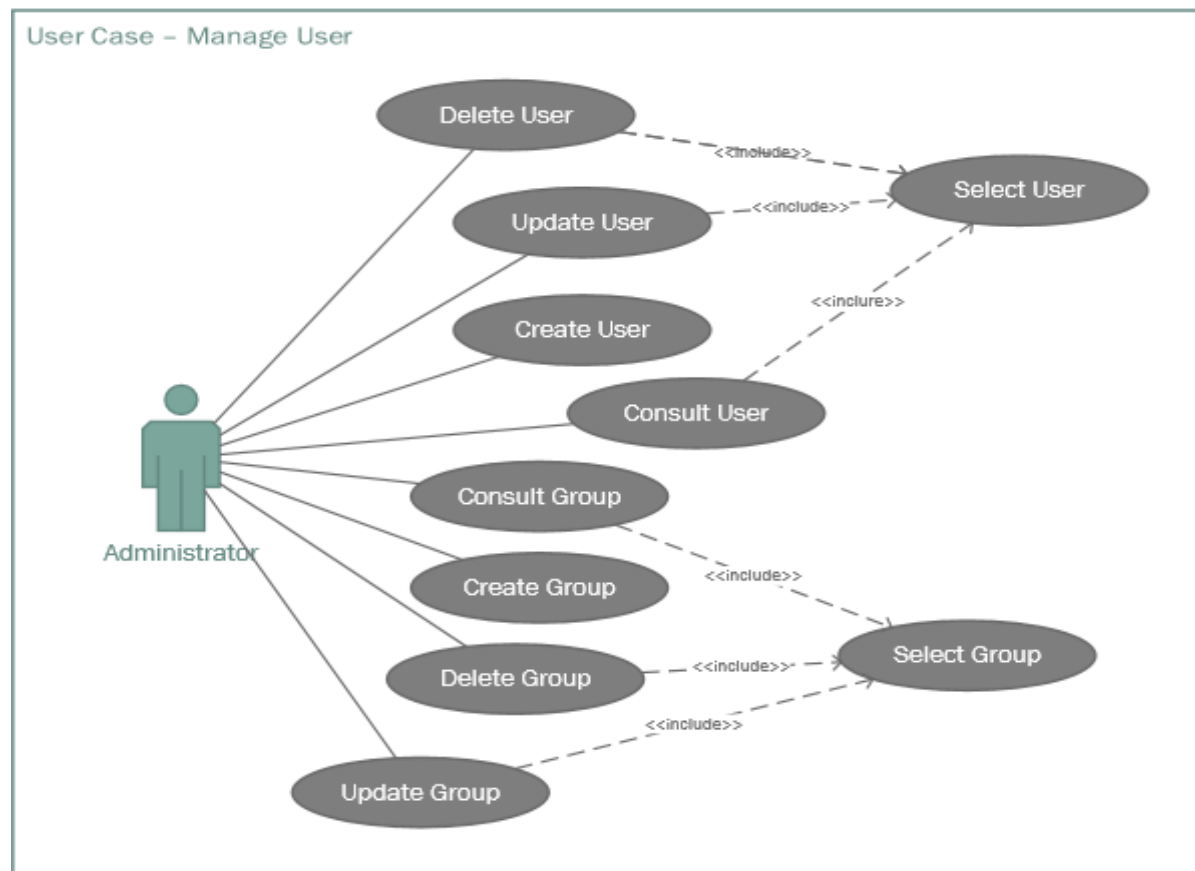 User Case – Manage User
Delete User
<<include>>
Select User
Update User
<<include>>
Create User
<<inclure>>
Consult User
Consult Group
Administrator
<<include>>
Create Group
Select Group
Delete Group
<<include>>
<<include>>
Update Group